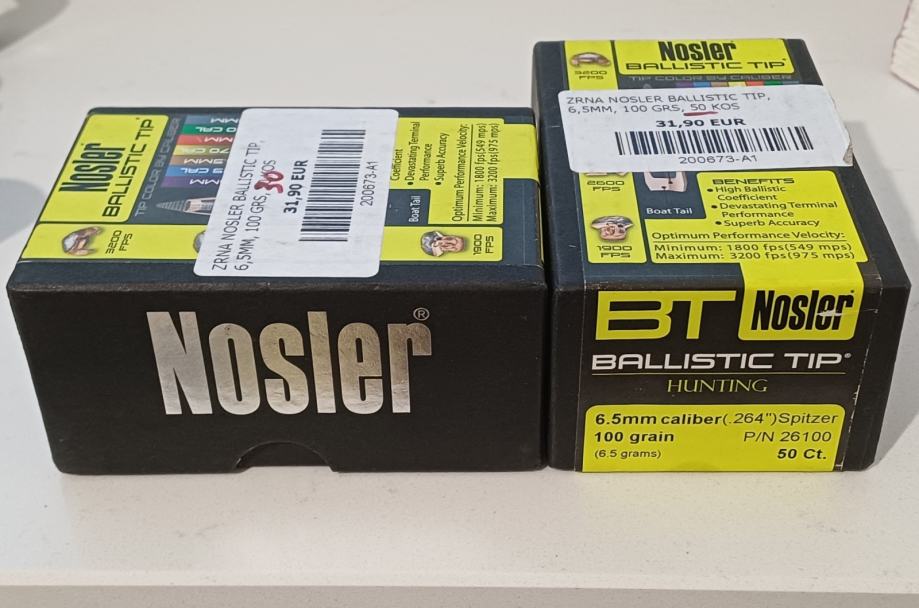 Nosler
BALLISTIC TIP®
TIP COLOR BY CALIBER
3200
FPS
ZRNA NOSLER BALLISTIC TIP,
6,5MM, 100 GRS, 30OS
31,90 EUR
200673-A1
Coefficient
• Devastating Terminal
Performance
• Superb Accuracy
Boat Tail
Optimum Performance Velocity:
Minimum: 1800 fps(549 mps)
Maximum: 3200 fps(975 mps)
1900
FPS
Nosler®
Nosler®
BALLISTIC TIP®
3200
FPS
TIP COLOR BY CALIBER
ZRNA NOSLER BALLISTIC TIP,
6,5MM, 100 GRS, 50 KOS
31,90 EUR
200673-A1
2600
FPS
1900
FPS
Boat Tail
BENEFITS
• High Ballistic
Coefficient
• Devastating Terminal
Performance
• Superb Accuracy
Optimum Performance Velocity:
Minimum: 1800 fps(549 mps)
Maximum: 3200 fps(975 mps)
BT Nosler®
BALLISTIC TIP®
HUNTING
6.5mm caliber(.264")Spitzer
100 grain P/N 26100
(6.5 grams) 50 Ct.